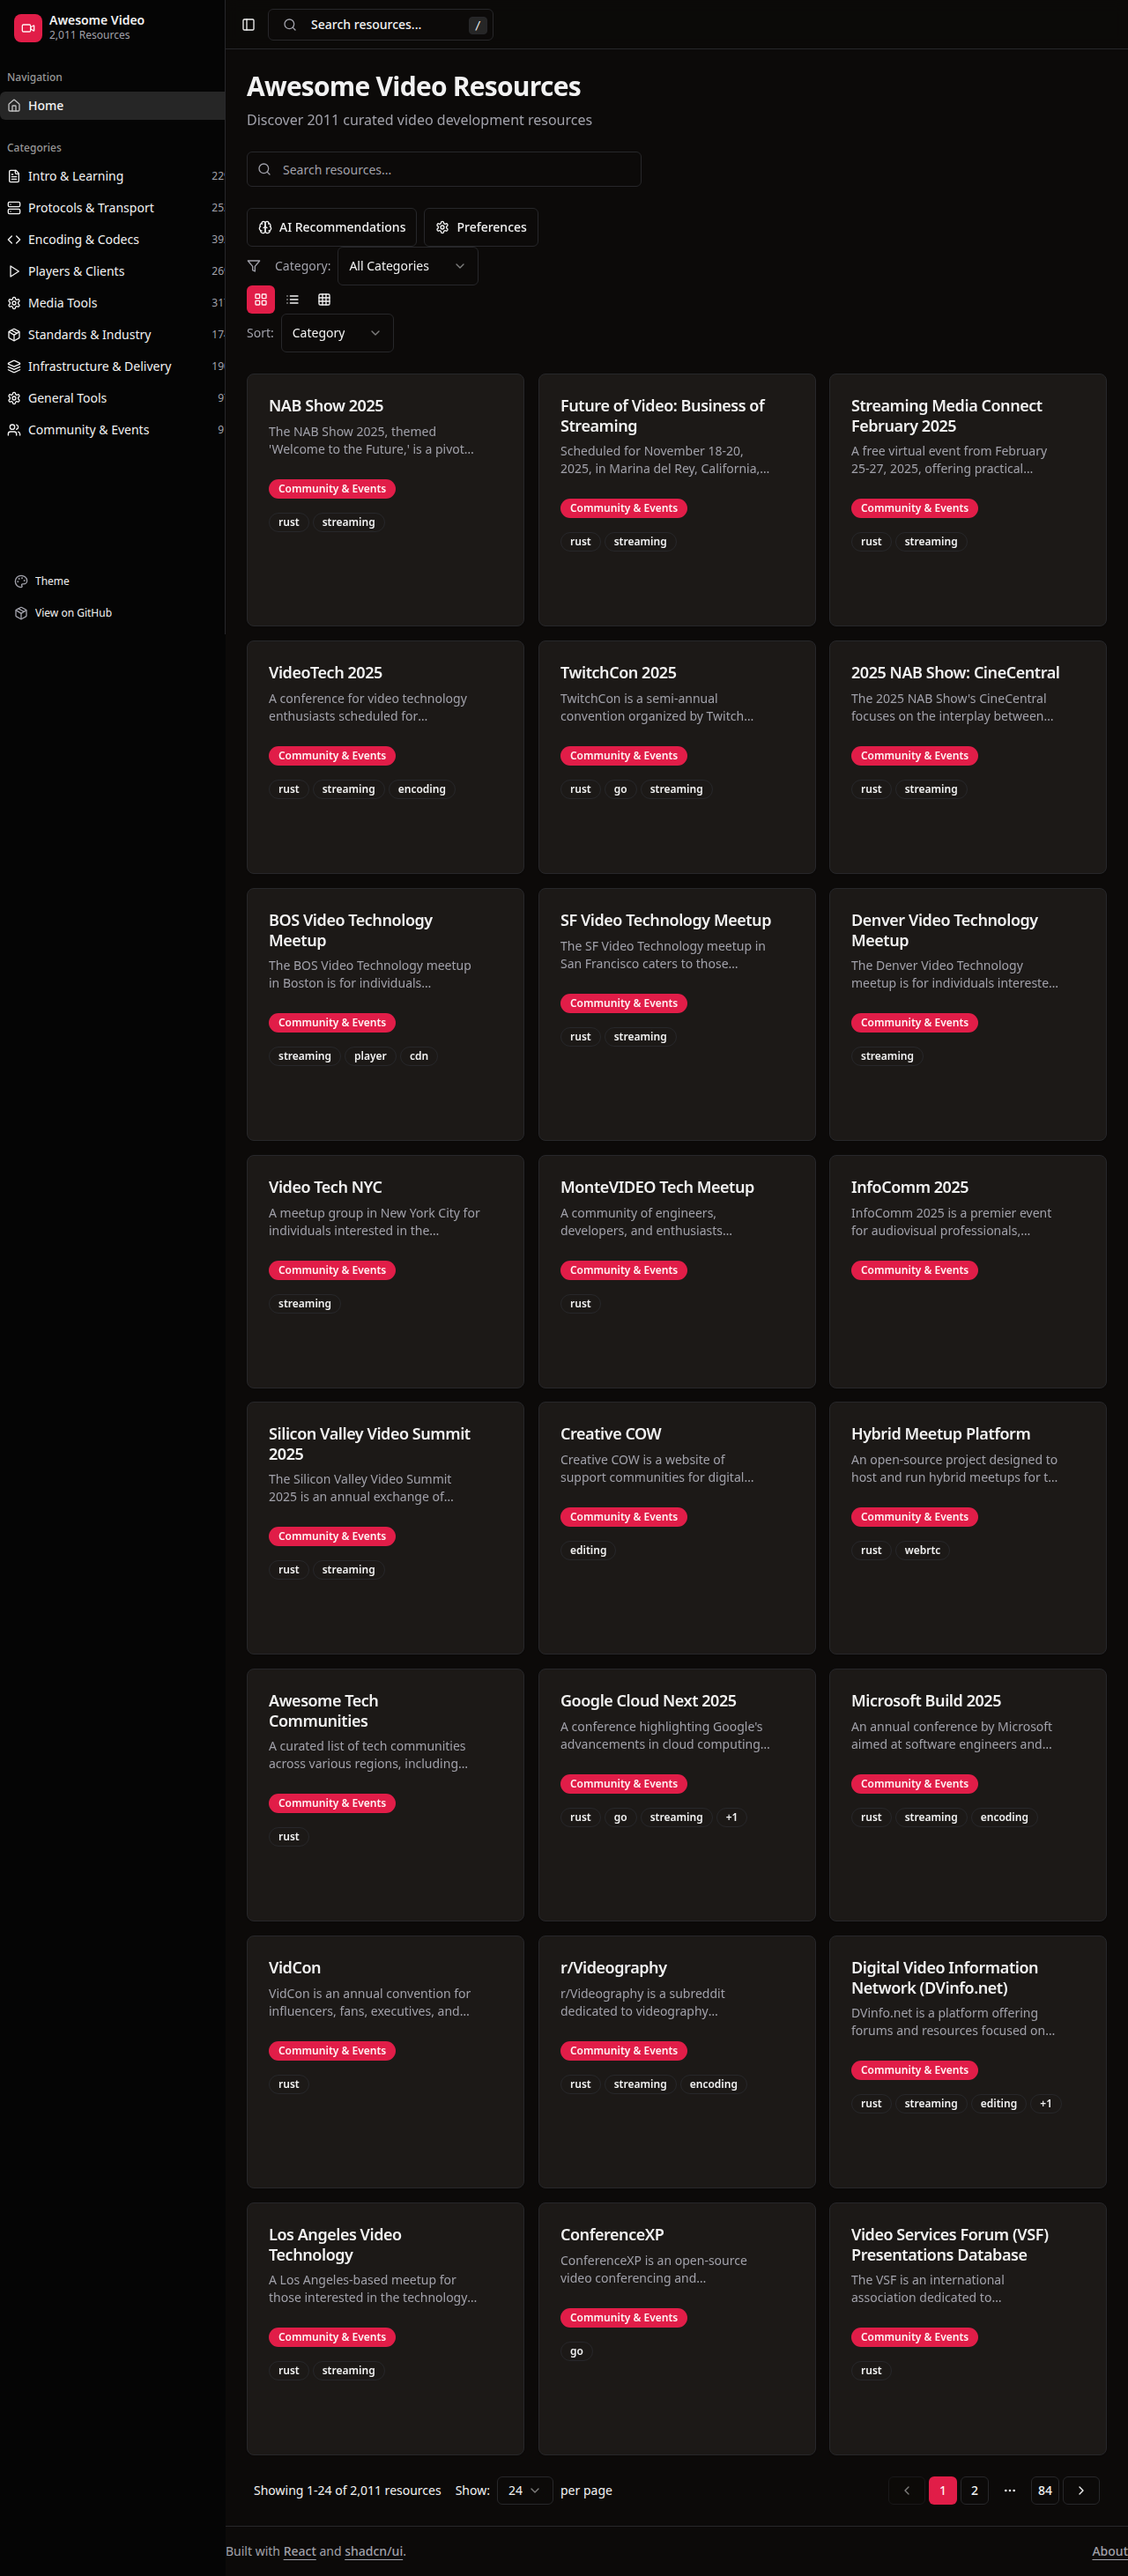 Awesome Video
2,011 Resources
Navigation
Home
Categories
Intro & Learning
Protocols & Transport
Encoding & Codecs
Players & Clients
Media Tools
Standards & Industry
Infrastructure & Delivery
General Tools
Community & Events
Theme
View on GitHub
Search resources... /
Awesome Video Resources
Discover 2011 curated video development resources
Search resources...
AI Recommendations Preferences
Category: All Categories
Sort: Category
NAB Show 2025
The NAB Show 2025, themed
'Welcome to the Future,' is a pivot...
Community & Events
rust streaming
Future of Video: Business of
Streaming
Scheduled for November 18-20,
2025, in Marina del Rey, California,...
Community & Events
rust streaming
Streaming Media Connect
February 2025
A free virtual event from February
25-27, 2025, offering practical...
Community & Events
rust streaming
VideoTech 2025
A conference for video technology
enthusiasts scheduled for...
Community & Events
rust streaming encoding
TwitchCon 2025
TwitchCon is a semi-annual
convention organized by Twitch...
Community & Events
rust go streaming
2025 NAB Show: CineCentral
The 2025 NAB Show's CineCentral
focuses on the interplay between...
Community & Events
rust streaming
BOS Video Technology
Meetup
The BOS Video Technology meetup
in Boston is for individuals...
Community & Events
streaming player cdn
SF Video Technology Meetup
The SF Video Technology meetup in
San Francisco caters to those...
Community & Events
rust streaming
Denver Video Technology
Meetup
The Denver Video Technology
meetup is for individuals intereste...
Community & Events
streaming
Video Tech NYC
A meetup group in New York City for
individuals interested in the...
Community & Events
streaming
MonteVIDEO Tech Meetup
A community of engineers,
developers, and enthusiasts...
Community & Events
rust
InfoComm 2025
InfoComm 2025 is a premier event
for audiovisual professionals,...
Community & Events
Silicon Valley Video Summit
2025
The Silicon Valley Video Summit
2025 is an annual exchange of...
Community & Events
rust streaming
Creative COW
Creative COW is a website of
support communities for digital...
Community & Events
editing
Hybrid Meetup Platform
An open-source project designed to
host and run hybrid meetups for t...
Community & Events
rust webrtc
Awesome Tech
Communities
A curated list of tech communities
across various regions, including...
Community & Events
rust
Google Cloud Next 2025
A conference highlighting Google's
advancements in cloud computing...
Community & Events
rust go streaming +1
Microsoft Build 2025
An annual conference by Microsoft
aimed at software engineers and...
Community & Events
rust streaming encoding
VidCon
VidCon is an annual convention for
influencers, fans, executives, and...
Community & Events
rust
r/Videography
r/Videography is a subreddit
dedicated to videography...
Community & Events
rust streaming encoding
Digital Video Information
Network (DVinfo.net)
DVinfo.net is a platform offering
forums and resources focused on...
Community & Events
rust streaming editing +1
Los Angeles Video
Technology
A Los Angeles-based meetup for
those interested in the technology...
Community & Events
rust streaming
ConferenceXP
ConferenceXP is an open-source
video conferencing and...
Community & Events
go
Video Services Forum (VSF)
Presentations Database
The VSF is an international
association dedicated to...
Community & Events
rust
Showing 1-24 of 2,011 resources Show: 24 per page 1 2 ... 84
Built with React and shadcn/ui. About